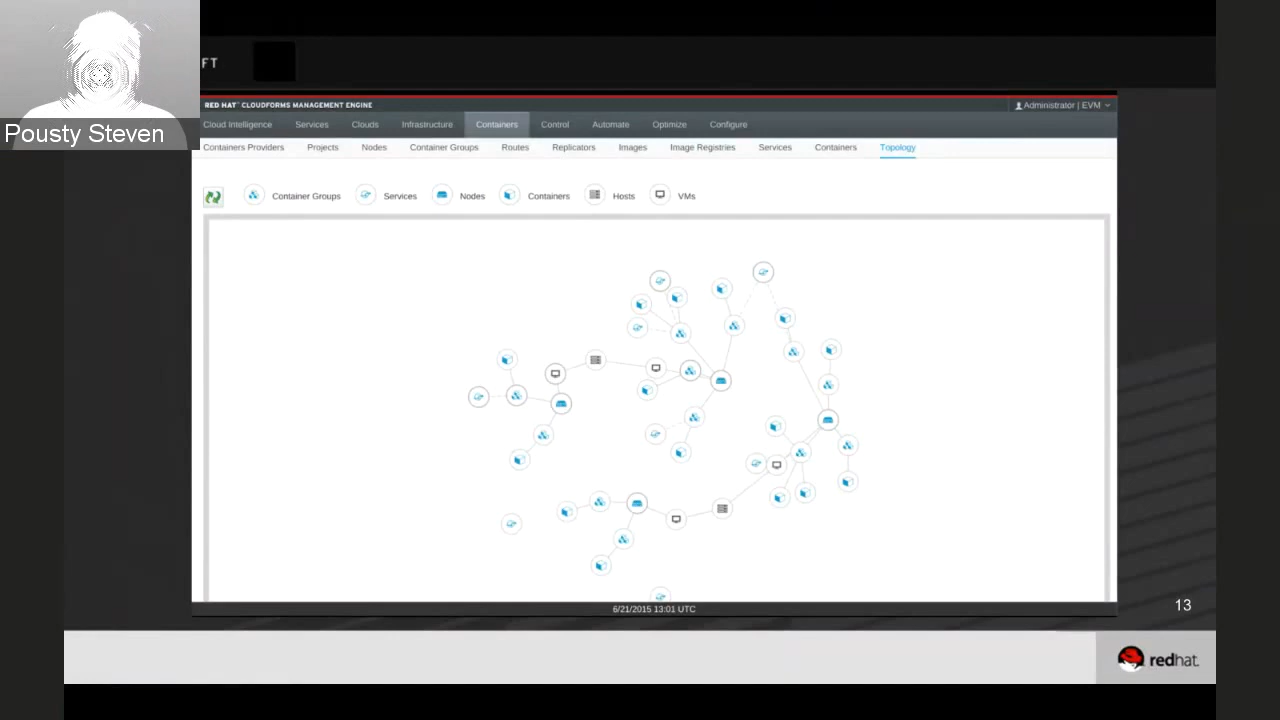 FT
Pousty Steven
RED HAT CLOUDFORMS MANAGEMENT ENGINE
Administrator | EVM
Cloud Intelligence Services Clouds Infrastructure Containers Control Automate Optimize Configure
Containers Providers Projects Nodes Container Groups Routes Replicators Images Image Registries Services Containers Topology
Container Groups Services Nodes Containers Hosts VMs
6/21/2015 13:01 UTC
13
redhat.